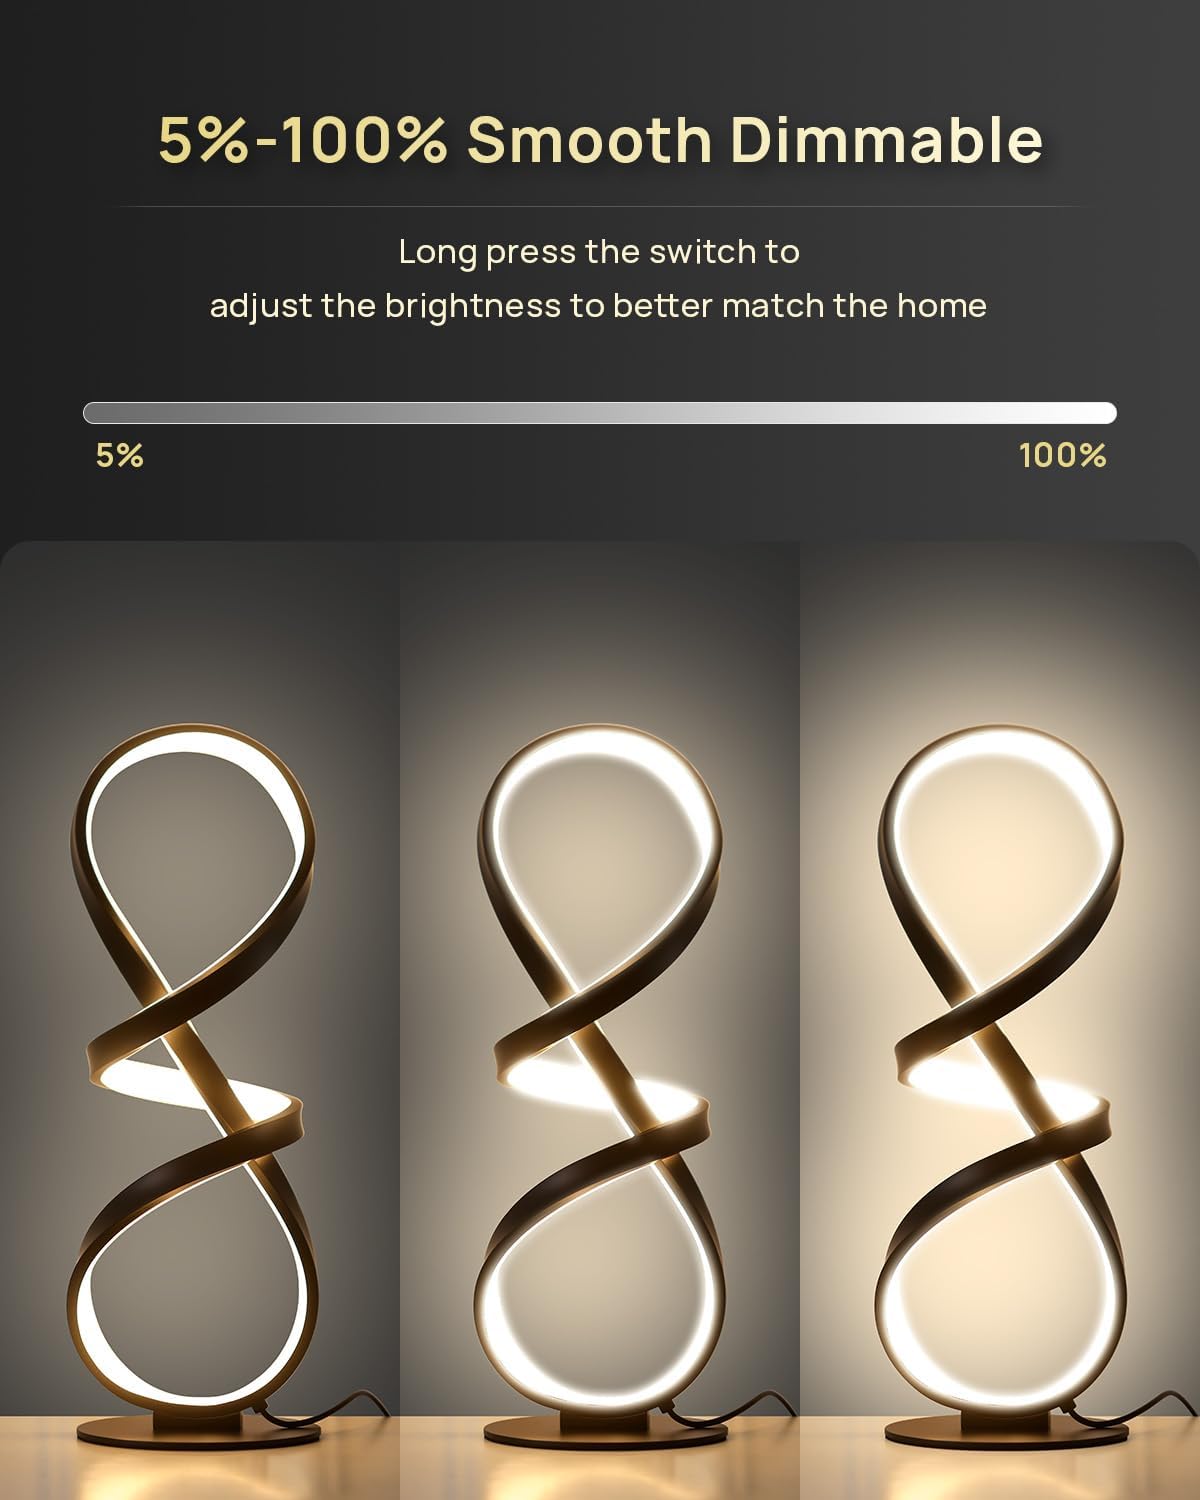 5%-100% Smooth Dimmable
Long press the switch to
adjust the brightness to better match the home
5%
100%